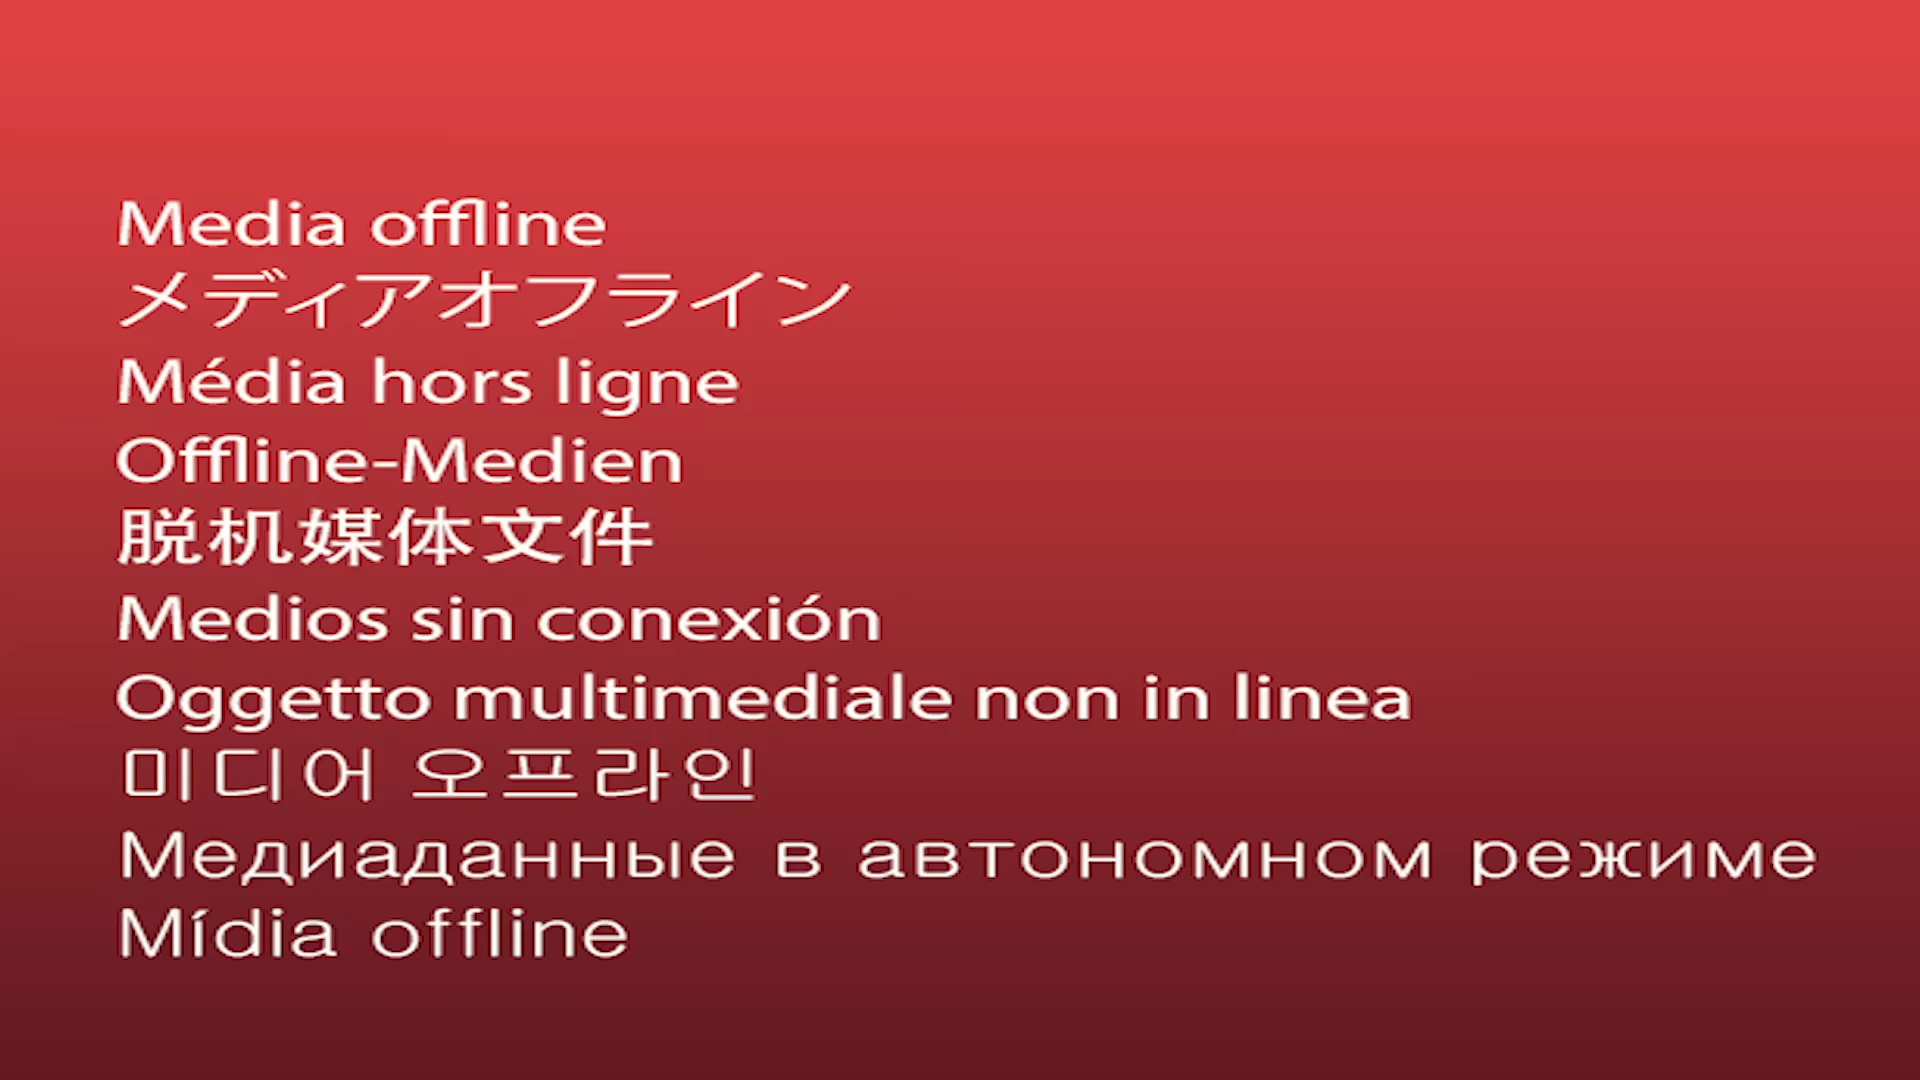 Media offline
メディアオフライン
Média hors ligne
Offline-Medien
脱机媒体文件
Medios sin conexión
Oggetto multimediale non in linea
미디어 오프라인
Медиаданные в автономном режиме
Mídia offline